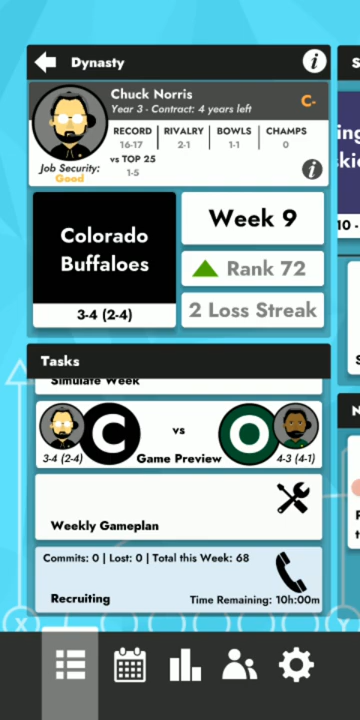 Dynasty
i
Chuck Norris
Year 3 - Contract: 4 years left
C-
RECORD RIVALRY BOWLS CHAMPS
16-17 2-1 1-1 0
vs TOP 25
1-5
Job Security:
Good
i
Colorado
Buffaloes
3-4 (2-4)
Week 9
Rank 72
2 Loss Streak
10 -
Tasks
Simulate Week
C
vs
O
3-4 (2-4)
Game Preview
4-3 (4-1)
Weekly Gameplan
Commits: 0 | Lost: 0 | Total this Week: 68
Recruiting
Time Remaining: 10h:00m
X
Y